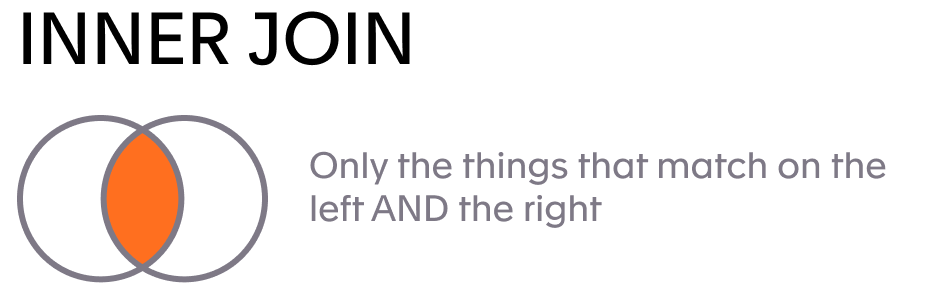 INNER JOIN
Only the things that match on the
left AND the right